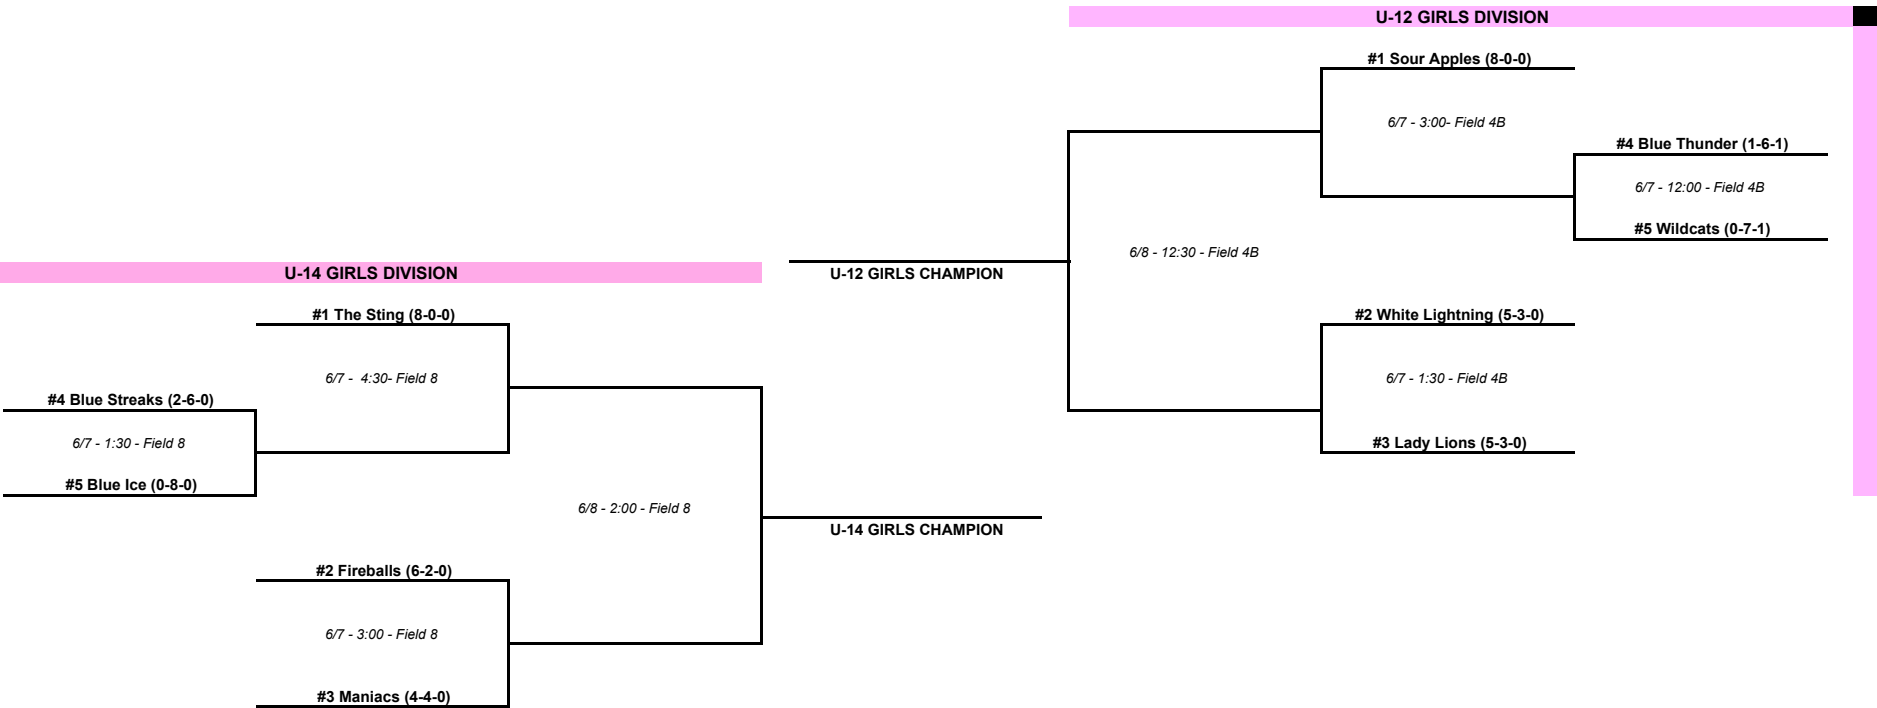 U-12 GIRLS DIVISION
#1 Sour Apples (8-0-0)
6/7 - 3:00- Field 4B
#4 Blue Thunder (1-6-1)
6/7 - 12:00 - Field 4B
#5 Wildcats (0-7-1)
6/8 - 12:30 - Field 4B
U-12 GIRLS CHAMPION
#2 White Lightning (5-3-0)
6/7 - 1:30 - Field 4B
#3 Lady Lions (5-3-0)
U-14 GIRLS DIVISION
#1 The Sting (8-0-0)
6/7 -  4:30- Field 8
#4 Blue Streaks (2-6-0)
6/7 - 1:30 - Field 8
#5 Blue Ice (0-8-0)
6/8 - 2:00 - Field 8
U-14 GIRLS CHAMPION
#2 Fireballs (6-2-0)
6/7 - 3:00 - Field 8
#3 Maniacs (4-4-0)